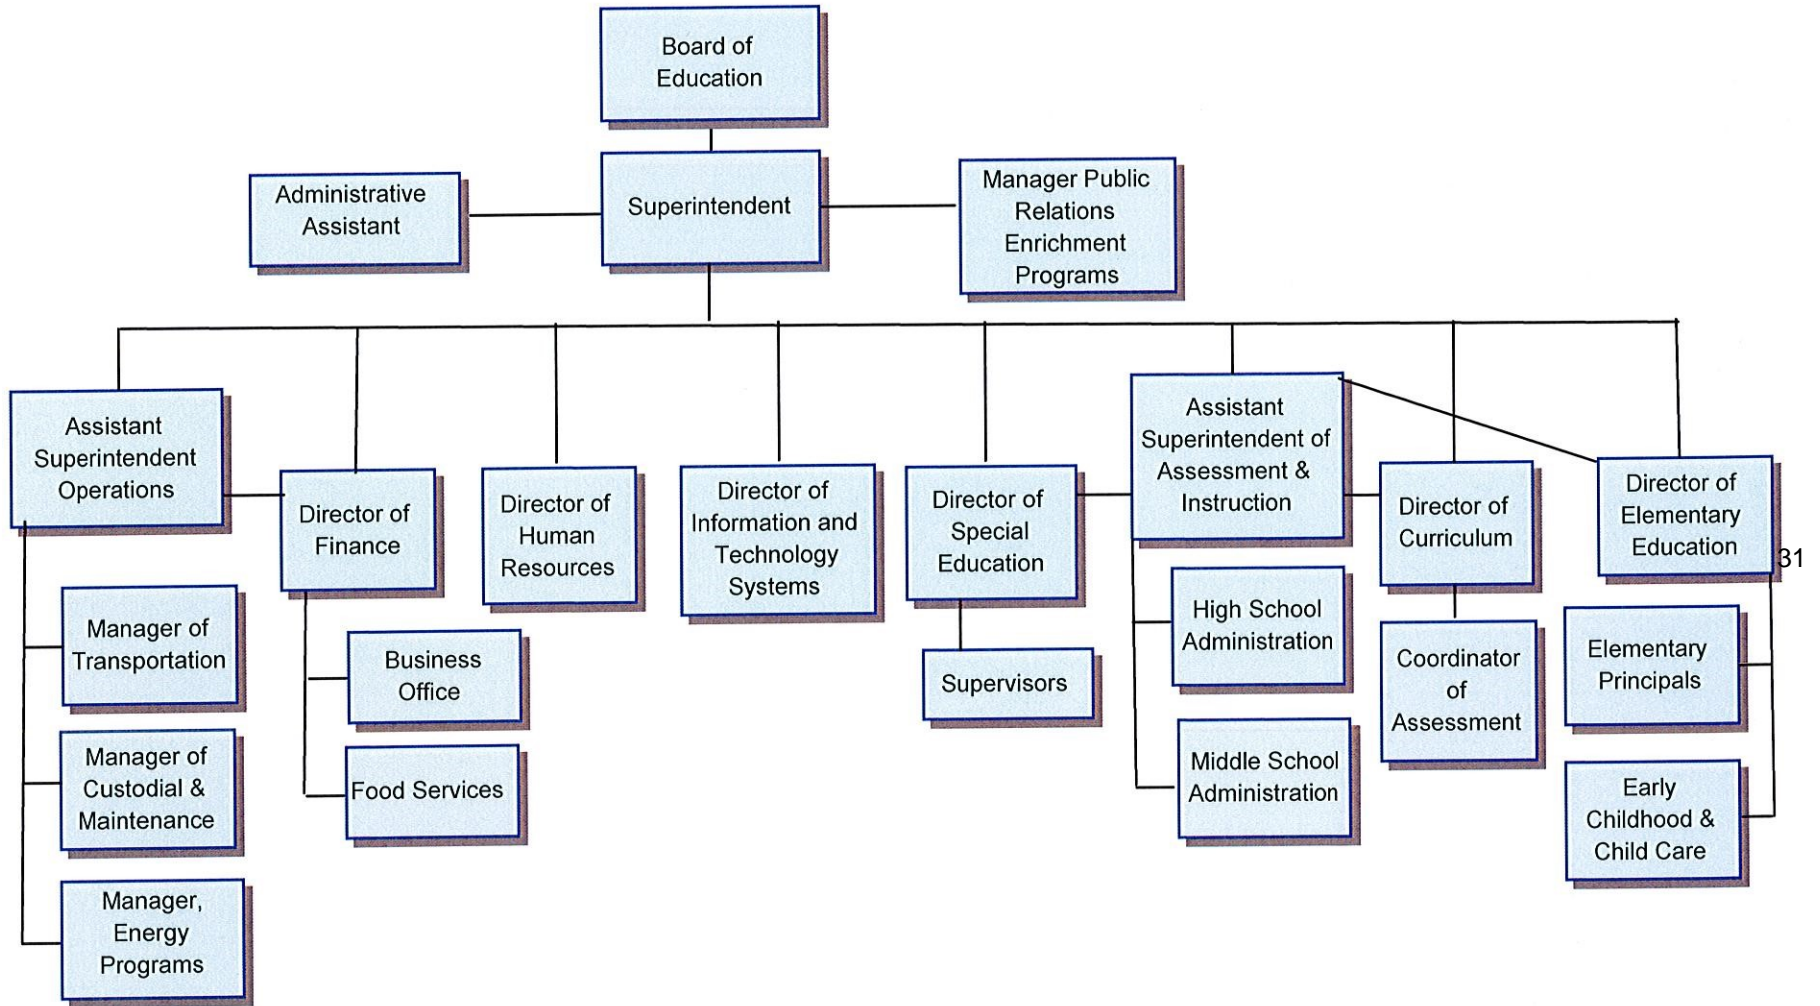 Board of
Education
Administrative
Assistant
Superintendent
Manager Public
Relations
Enrichment
Programs
Assistant
Superintendent
Operations
Director of
Finance
Director of
Human
Resources
Director of
Information and
Technology
Systems
Director of
Special
Education
Assistant
Superintendent of
Assessment &
Instruction
Director of
Curriculum
Director of
Elementary
Education
31
Manager of
Transportation
Business
Office
Supervisors
High School
Administration
Coordinator
of
Assessment
Elementary
Principals
Manager of
Custodial &
Maintenance
Food Services
Middle School
Administration
Early
Childhood &
Child Care
Manager,
Energy
Programs